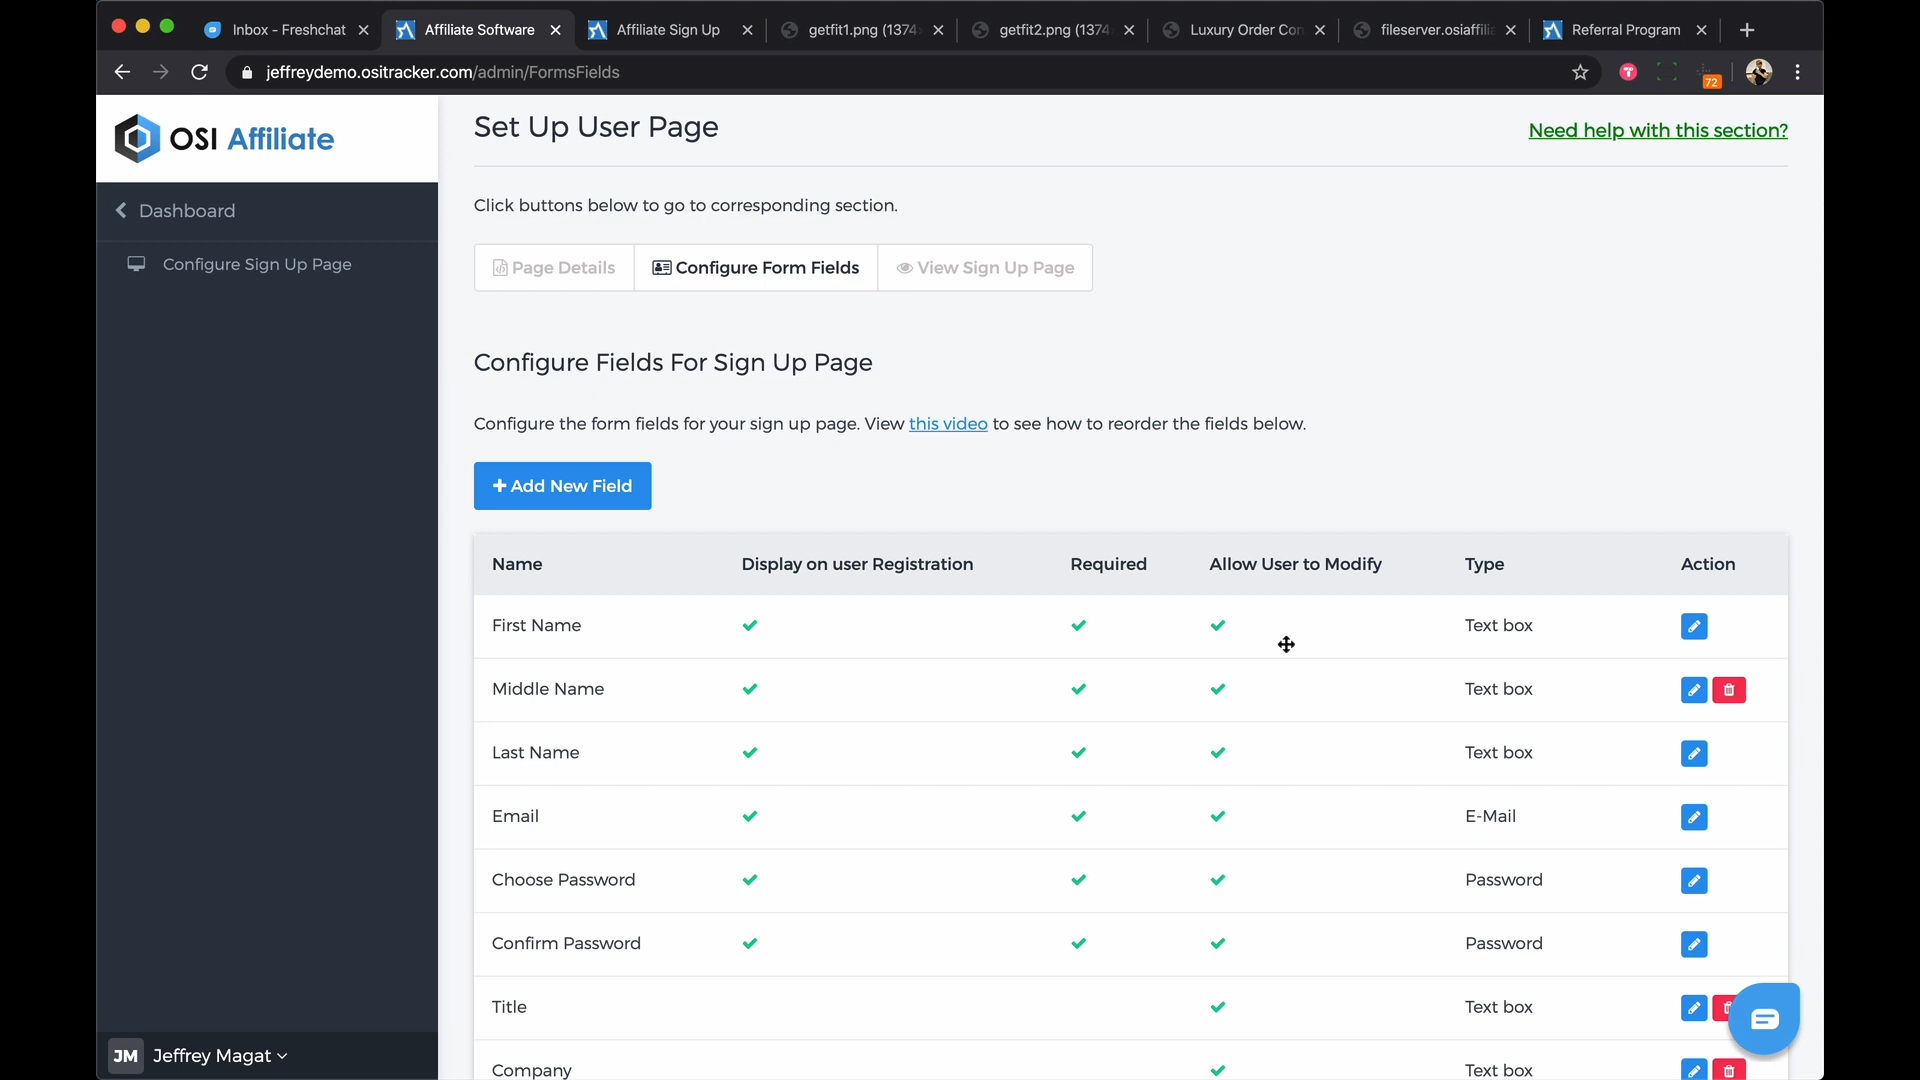 Inbox - Freshchat
Affiliate Software
Affiliate Sign Up
getfit1.png (1374
getfit2.png (1374
Luxury Order Con
fileserver.osiaffilia
Referral Program
jeffreydemo.ositracker.com/admin/FormsFields
72
OSI Affiliate
Dashboard
Configure Sign Up Page
JM Jeffrey Magat
Set Up User Page
Need help with this section?
Click buttons below to go to corresponding section.
Page Details Configure Form Fields View Sign Up Page
Configure Fields For Sign Up Page
Configure the form fields for your sign up page. View this video to see how to reorder the fields below.
+ Add New Field
Name Display on user Registration Required Allow User to Modify Type Action
First Name ✓ ✓ ✓ Text box
Middle Name ✓ ✓ ✓ Text box
Last Name ✓ ✓ ✓ Text box
Email ✓ ✓ ✓ E-Mail
Choose Password ✓ ✓ ✓ Password
Confirm Password ✓ ✓ ✓ Password
Title ✓ Text box
Company ✓ Text box